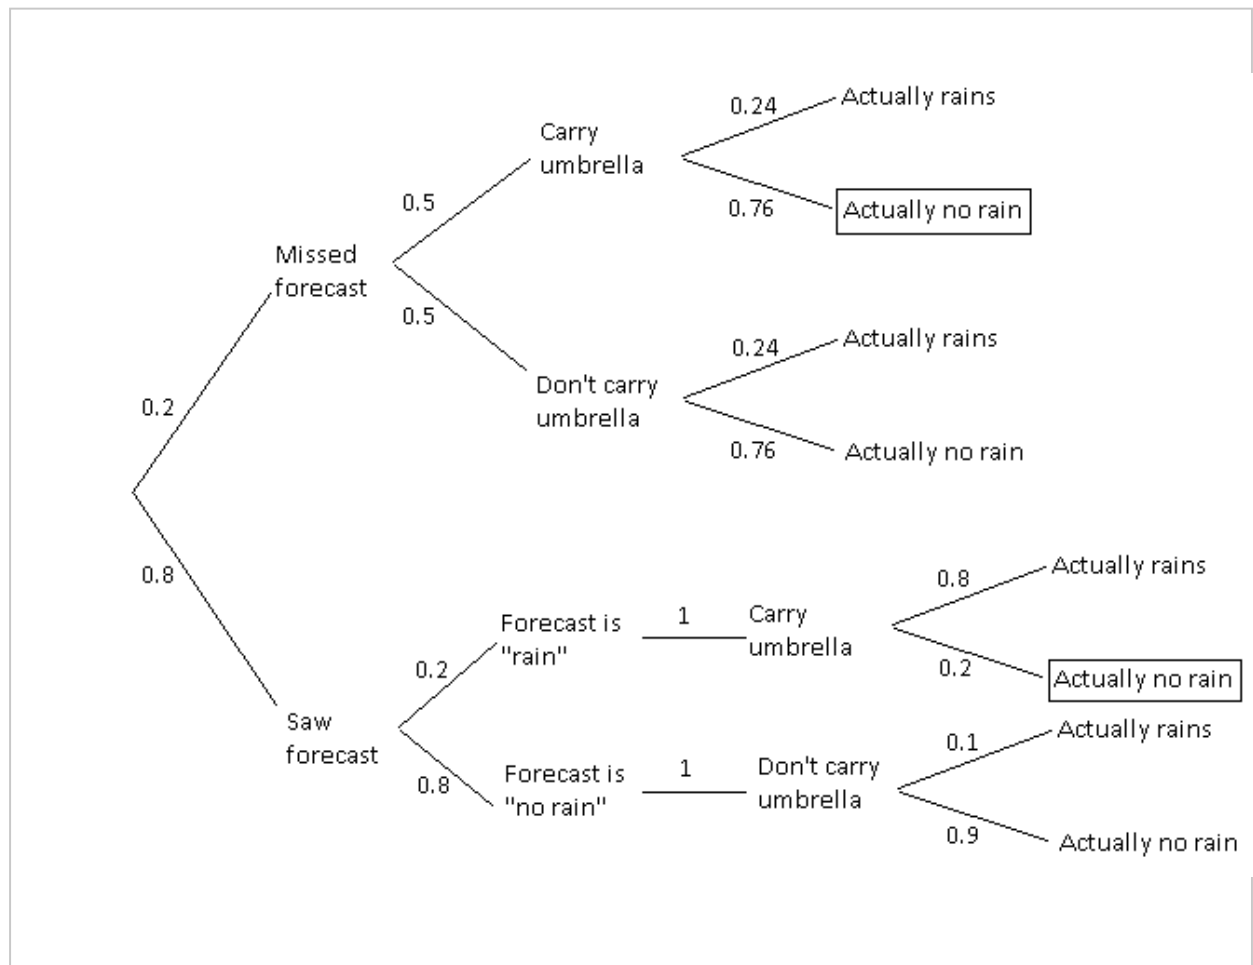 0.24
Actually rains
Carry
umbrella
0.5
0.76
Actually no rain
Missed
forecast
0.5
0.24
Actually rains
Don't carry
umbrella
0.2
0.76
Actually no rain
0.8
0.8
Actually rains
Forecast is
"rain"
1
Carry
umbrella
0.2
0.2
Actually no rain
Saw
forecast
0.1
Actually rains
0.8
Forecast is
"no rain"
1
Don't carry
umbrella
0.9
Actually no rain